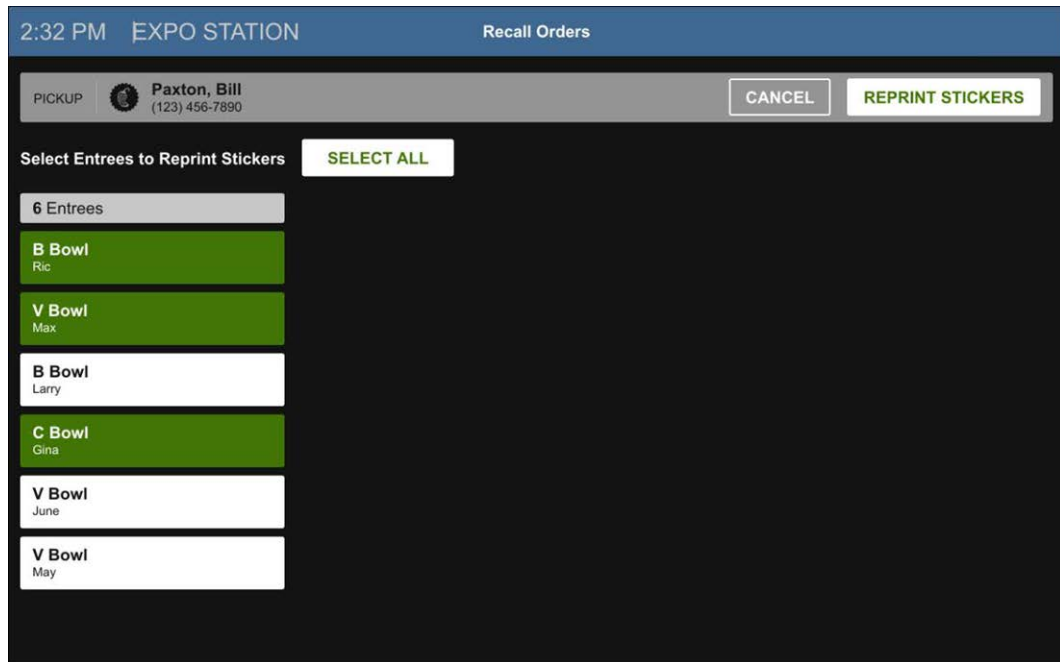 2:32 PM EXPO STATION Recall Orders
PICKUP Paxton, Bill CANCEL REPRINT STICKERS
(123) 456-7890
Select Entrees to Reprint Stickers SELECT ALL
6 Entrees
B Bowl
Ric
V Bowl
Max
B Bowl
Larry
C Bowl
Gina
V Bowl
June
V Bowl
May